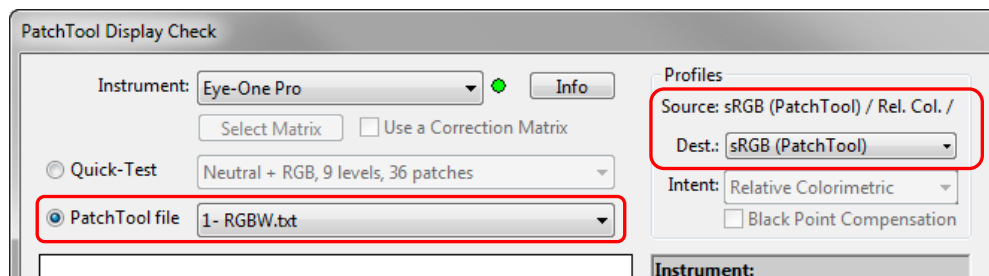 PatchTool Display Check
Instrument: Eye-One Pro Info
Select Matrix Use a Correction Matrix
Quick-Test Neutral + RGB, 9 levels, 36 patches
PatchTool file 1- RGBW.txt
Profiles
Source: sRGB (PatchTool) / Rel. Col. /
Dest.: sRGB (PatchTool)
Intent: Relative Colorimetric
Black Point Compensation
Instrument: